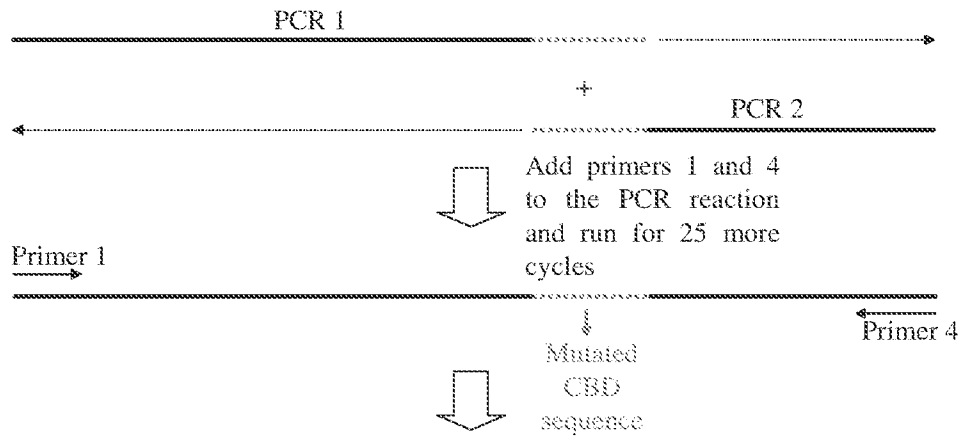 PCR 1
+
PCR 2
Add primers 1 and 4
to the PCR reaction
and run for 25 more
cycles
Primer 1
Primer 4
Mutated
CBD
sequence